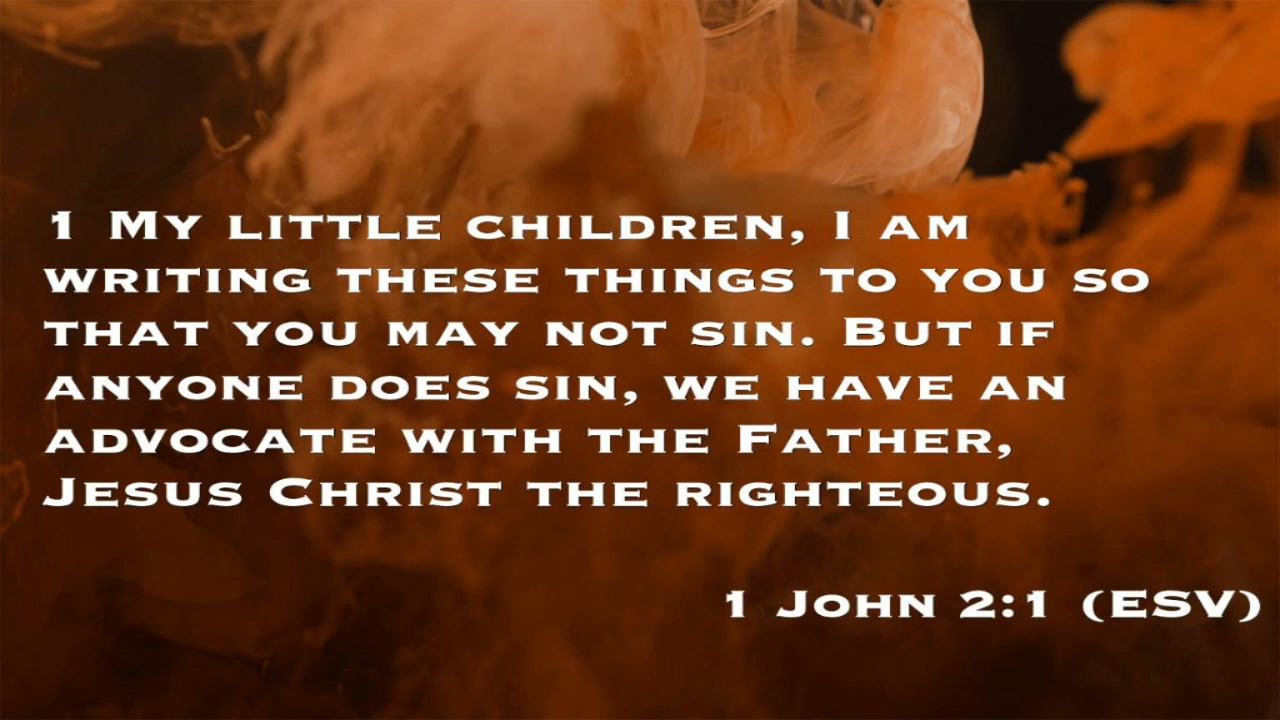 1 My little children, I am
writing these things to you so
that you may not sin. But if
anyone does sin, we have an
advocate with the Father,
Jesus Christ the righteous.
1 John 2:1 (ESV)